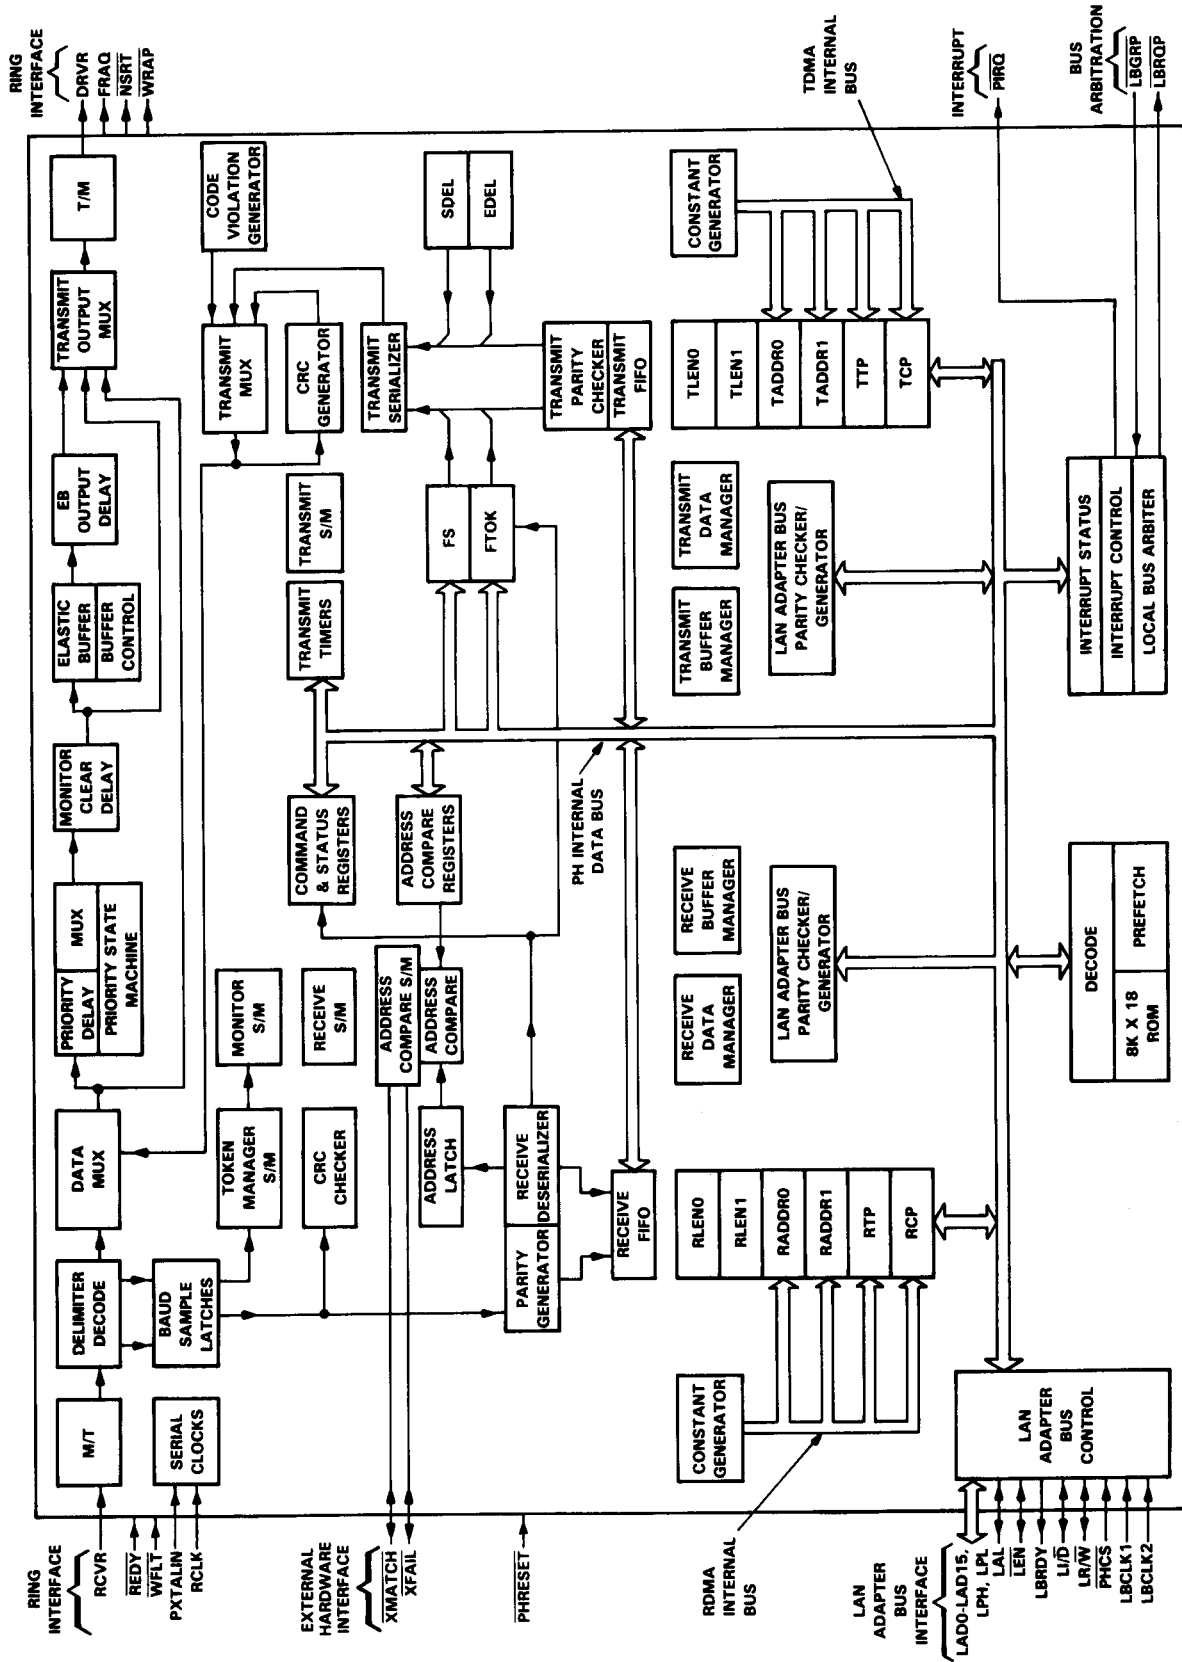 RING
INTERFACE
RCVR
REDY
WFLT
PXTALIN
RCLK
EXTERNAL
HARDWARE
INTERFACE
XMATCH
XFAIL
PHRESET
RDMA
INTERNAL
BUS
LAN
ADAPTER
BUS
INTERFACE
LAD0-LAD15,
LPH, LPL
LAL
LEN
LBRDY
LI/D
LR/W
PHCS
LBCLK1
LBCLK2
M/T
SERIAL
CLOCKS
DELIMITER
DECODE
BAUD
SAMPLE
LATCHES
DATA
MUX
TOKEN
MANAGER
S/M
CRC
CHECKER
PRIORITY
DELAY
MUX
PRIORITY STATE
MACHINE
MONITOR
S/M
RECEIVE
S/M
ADDRESS
COMPARE S/M
ADDRESS
COMPARE
ADDRESS
LATCH
PARITY
GENERATOR
RECEIVE
DESERIALIZER
RECEIVE
FIFO
MONITOR
CLEAR
DELAY
COMMAND
& STATUS
REGISTERS
ADDRESS
COMPARE
REGISTERS
PH INTERNAL
DATA BUS
ELASTIC
BUFFER
BUFFER
CONTROL
EB
OUTPUT
DELAY
TRANSMIT
OUTPUT
MUX
T/M
RING
INTERFACE
DRVR
FRAQ
NSRT
WRAP
TRANSMIT
TIMERS
TRANSMIT
S/M
TRANSMIT
MUX
CODE
VIOLATION
GENERATOR
CRC
GENERATOR
TRANSMIT
SERIALIZER
FS
FTOK
SDEL
EDEL
TRANSMIT
PARITY
CHECKER
TRANSMIT
FIFO
CONSTANT
GENERATOR
RLEN0
RLEN1
RADDR0
RADDR1
RTP
RCP
RECEIVE
DATA
MANAGER
RECEIVE
BUFFER
MANAGER
LAN ADAPTER BUS
PARITY CHECKER/
GENERATOR
TRANSMIT
BUFFER
MANAGER
TRANSMIT
DATA
MANAGER
LAN ADAPTER BUS
PARITY CHECKER/
GENERATOR
TLEN0
TLEN1
TADDR0
TADDR1
TTP
TCP
CONSTANT
GENERATOR
TDMA
INTERNAL
BUS
LAN
ADAPTER
BUS
CONTROL
DECODE
8K X 18
ROM
PREFETCH
INTERRUPT STATUS
INTERRUPT CONTROL
LOCAL BUS ARBITER
INTERRUPT
PIRQ
BUS
ARBITRATION
LBGRP
LBRQP